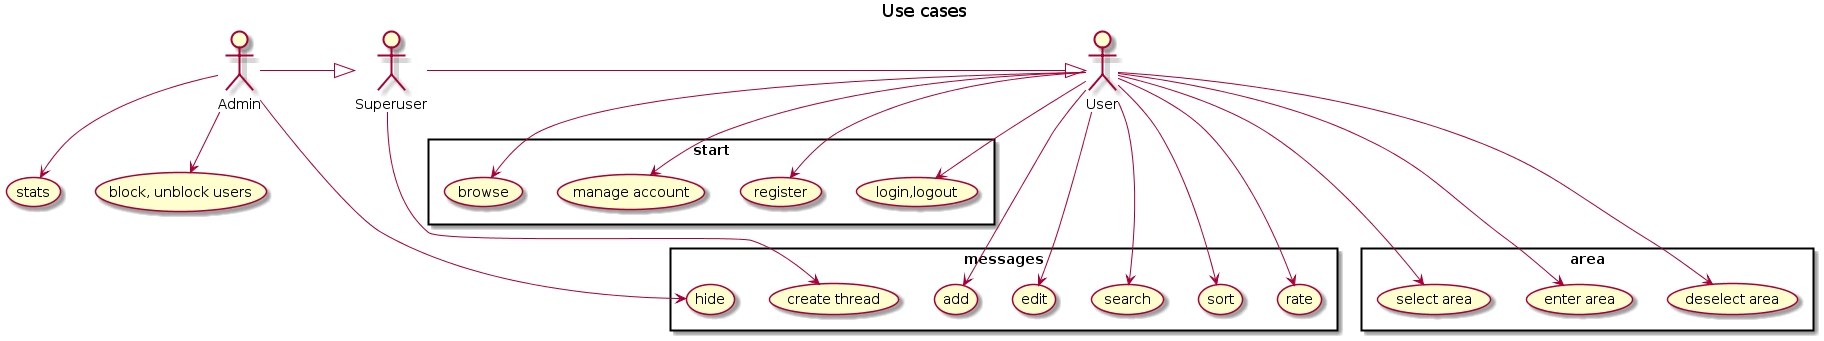 Use cases
Admin
Superuser
User
start
stats
block, unblock users
browse
manage account
register
login,logout
messages
area
hide
create thread
add
edit
search
sort
rate
select area
enter area
deselect area